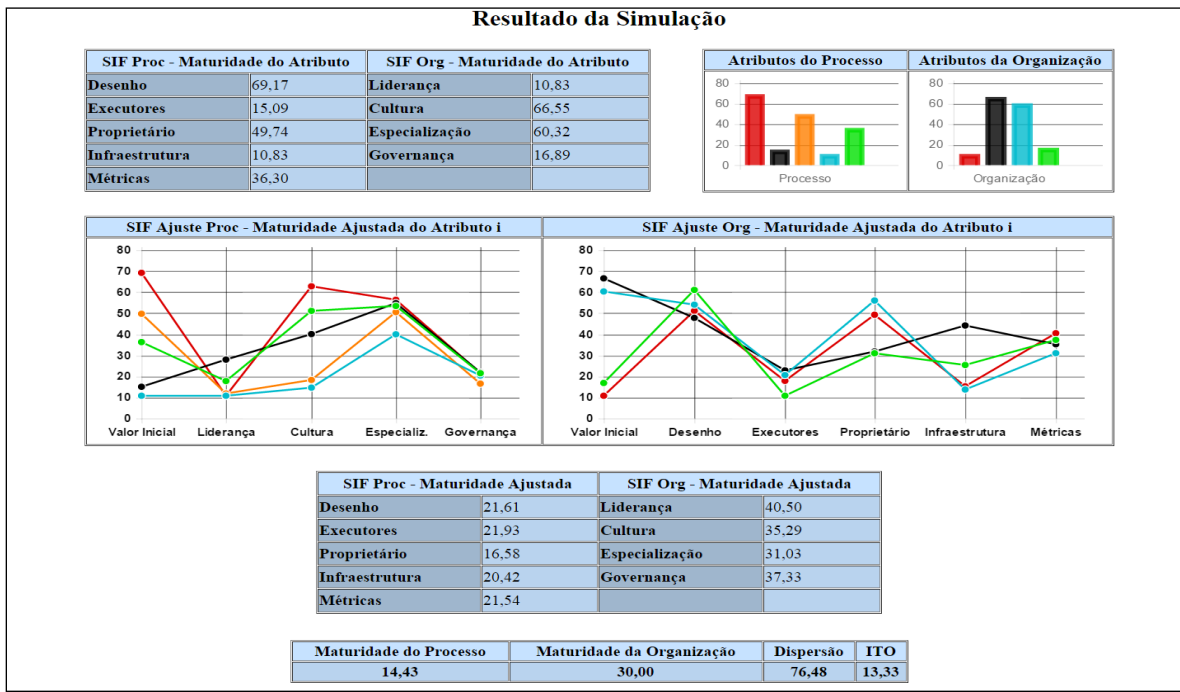 Resultado da Simulação
SIF Proc - Maturidade do Atributo SIF Org - Maturidade do Atributo
Desenho 69,17 Liderança 10,83
Executores 15,09 Cultura 66,55
Proprietário 49,74 Especialização 60,32
Infraestrutura 10,83 Governança 16,89
Métricas 36,30
Atributos do Processo Atributos da Organização
80 80
60 60
40 40
20 20
0 0
Processo Organização
SIF Ajuste Proc - Maturidade Ajustada do Atributo i SIF Ajuste Org - Maturidade Ajustada do Atributo i
80 80
70 70
60 60
50 50
40 40
30 30
20 20
10 10
0 0
Valor Inicial Liderança Cultura Especializ. Governança Valor Inicial Desenho Executores Proprietário Infraestrutura Métricas
SIF Proc - Maturidade Ajustada SIF Org - Maturidade Ajustada
Desenho 21,61 Liderança 40,50
Executores 21,93 Cultura 35,29
Proprietário 16,58 Especialização 31,03
Infraestrutura 20,42 Governança 37,33
Métricas 21,54
Maturidade do Processo Maturidade da Organização Dispersão ITO
14,43 30,00 76,48 13,33